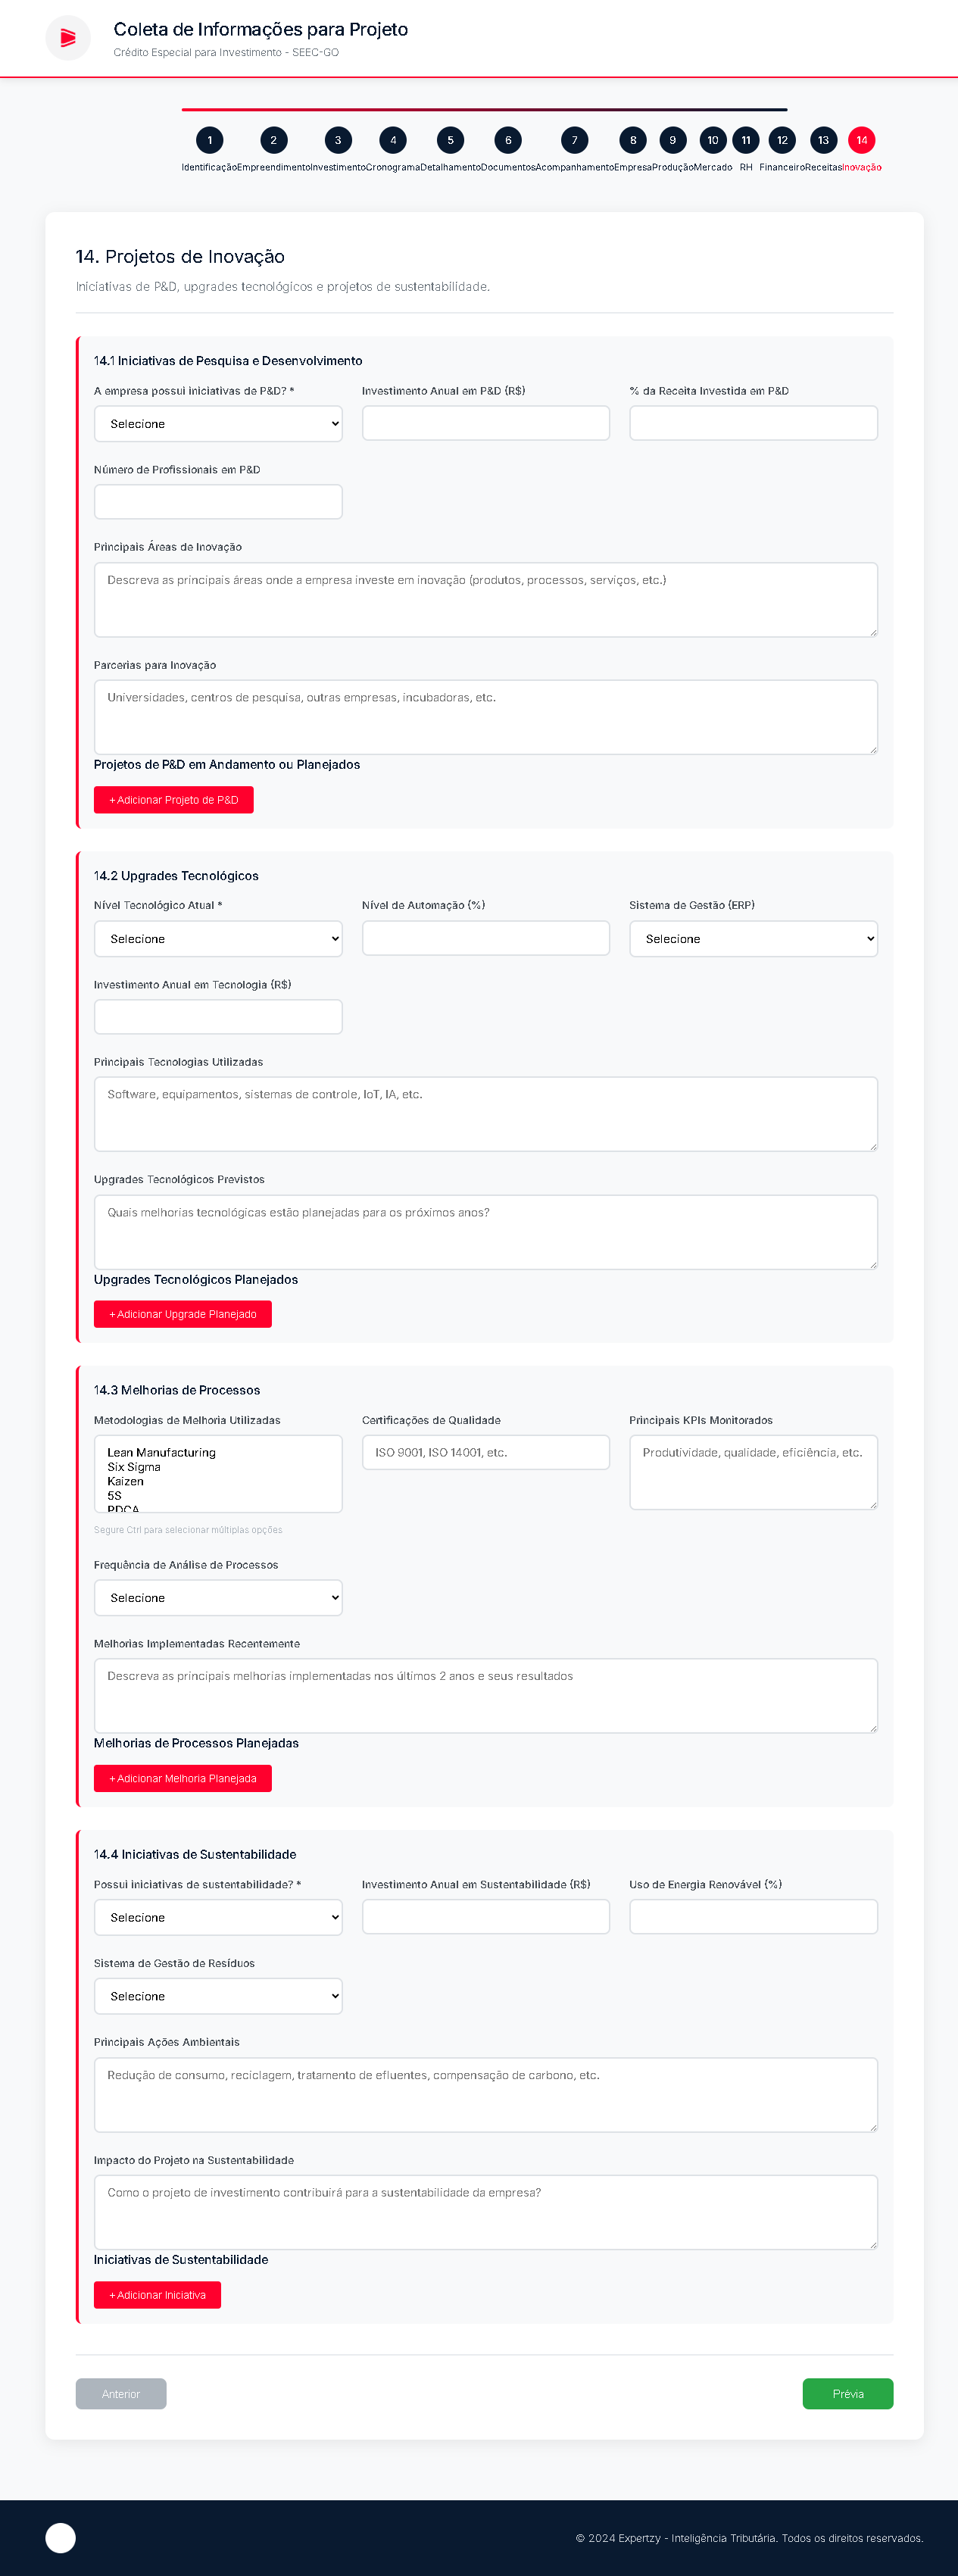 Coleta de Informações para Projeto
Crédito Especial para Investimento - SEEC-GO
1 2 3 4 5 6 7 8 9 10 11 12 13 14
Identificação Empreendimento Investimento Cronograma Detalhamento Documentos Acompanhamento Empresa Produção Mercado RH Financeiro Receitas Inovação
14. Projetos de Inovação
Iniciativas de P&D, upgrades tecnológicos e projetos de sustentabilidade.
14.1 Iniciativas de Pesquisa e Desenvolvimento
A empresa possui iniciativas de P&D? * Investimento Anual em P&D (R$) % da Receita Investida em P&D
Selecione
Número de Profissionais em P&D
Principais Áreas de Inovação
Descreva as principais áreas onde a empresa investe em inovação (produtos, processos, serviços, etc.)
Parcerias para Inovação
Universidades, centros de pesquisa, outras empresas, incubadoras, etc.
Projetos de P&D em Andamento ou Planejados
+ Adicionar Projeto de P&D
14.2 Upgrades Tecnológicos
Nível Tecnológico Atual * Nível de Automação (%) Sistema de Gestão (ERP)
Selecione Selecione
Investimento Anual em Tecnologia (R$)
Principais Tecnologias Utilizadas
Software, equipamentos, sistemas de controle, IoT, IA, etc.
Upgrades Tecnológicos Previstos
Quais melhorias tecnológicas estão planejadas para os próximos anos?
Upgrades Tecnológicos Planejados
+ Adicionar Upgrade Planejado
14.3 Melhorias de Processos
Metodologias de Melhoria Utilizadas Certificações de Qualidade Principais KPIs Monitorados
Lean Manufacturing ISO 9001, ISO 14001, etc. Produtividade, qualidade, eficiência, etc.
Six Sigma
Kaizen
5S
PDCA
Segure Ctrl para selecionar múltiplas opções
Frequência de Análise de Processos
Selecione
Melhorias Implementadas Recentemente
Descreva as principais melhorias implementadas nos últimos 2 anos e seus resultados
Melhorias de Processos Planejadas
+ Adicionar Melhoria Planejada
14.4 Iniciativas de Sustentabilidade
Possui iniciativas de sustentabilidade? * Investimento Anual em Sustentabilidade (R$) Uso de Energia Renovável (%)
Selecione
Sistema de Gestão de Resíduos
Selecione
Principais Ações Ambientais
Redução de consumo, reciclagem, tratamento de efluentes, compensação de carbono, etc.
Impacto do Projeto na Sustentabilidade
Como o projeto de investimento contribuirá para a sustentabilidade da empresa?
Iniciativas de Sustentabilidade
+ Adicionar Iniciativa
Anterior Prévia
© 2024 Expertzy - Inteligência Tributária. Todos os direitos reservados.